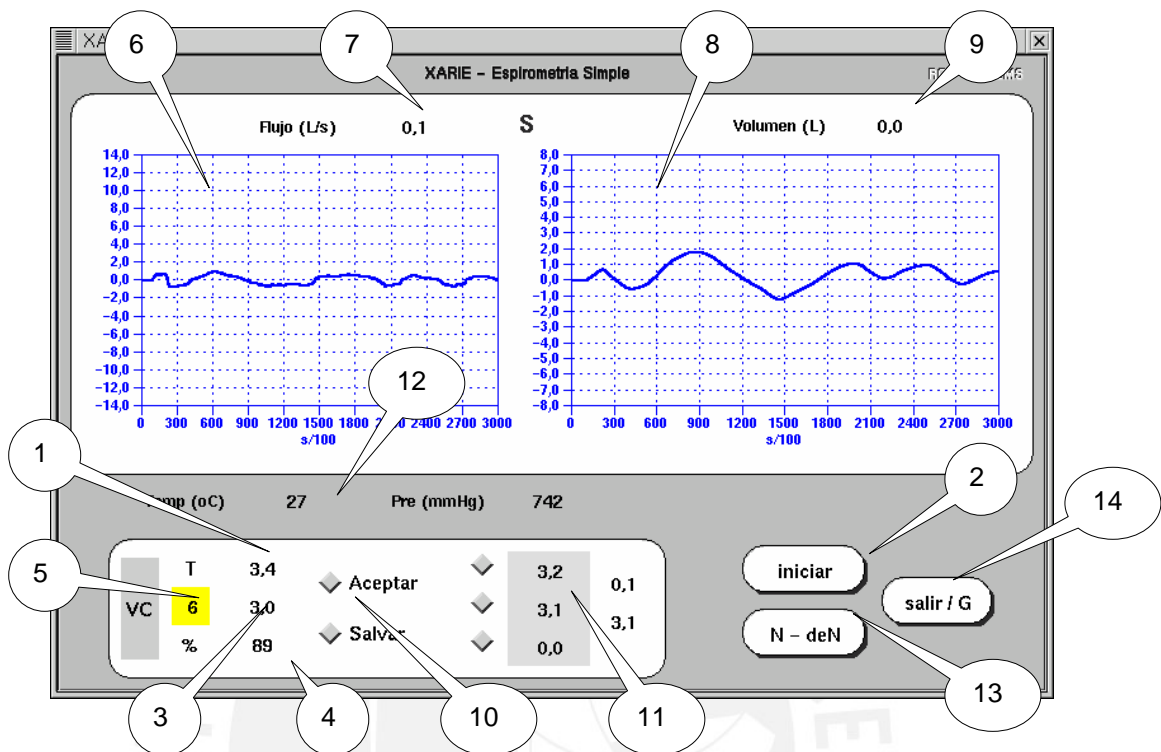 6 7 8 9
XA
XARIE - Espirometria Simple
Flujo (L/s) 0,1 S Volumen (L) 0,0
14,0
12,0
10,0
8,0
6,0
4,0
2,0
0,0
-2,0
-4,0
-6,0
-8,0
-10,0
-12,0
-14,0
0 300 600 900 1200 1500 1800 2400 2700 3000
s/100
8,0
7,0
6,0
5,0
4,0
3,0
2,0
1,0
0,0
-1,0
-2,0
-3,0
-4,0
-5,0
-6,0
-7,0
-8,0
0 300 600 900 1200 1500 1800 2100 2400 2700 3000
s/100
12
1
2
14
Temp (oC) 27 Pre (mmHg) 742
5
VC
T 3,4
6 3,0
% 89
Aceptar
Salvar
3,2
3,1
0,0
0,1
3,1
iniciar
N - deN
salir / G
3 4 10 11 13